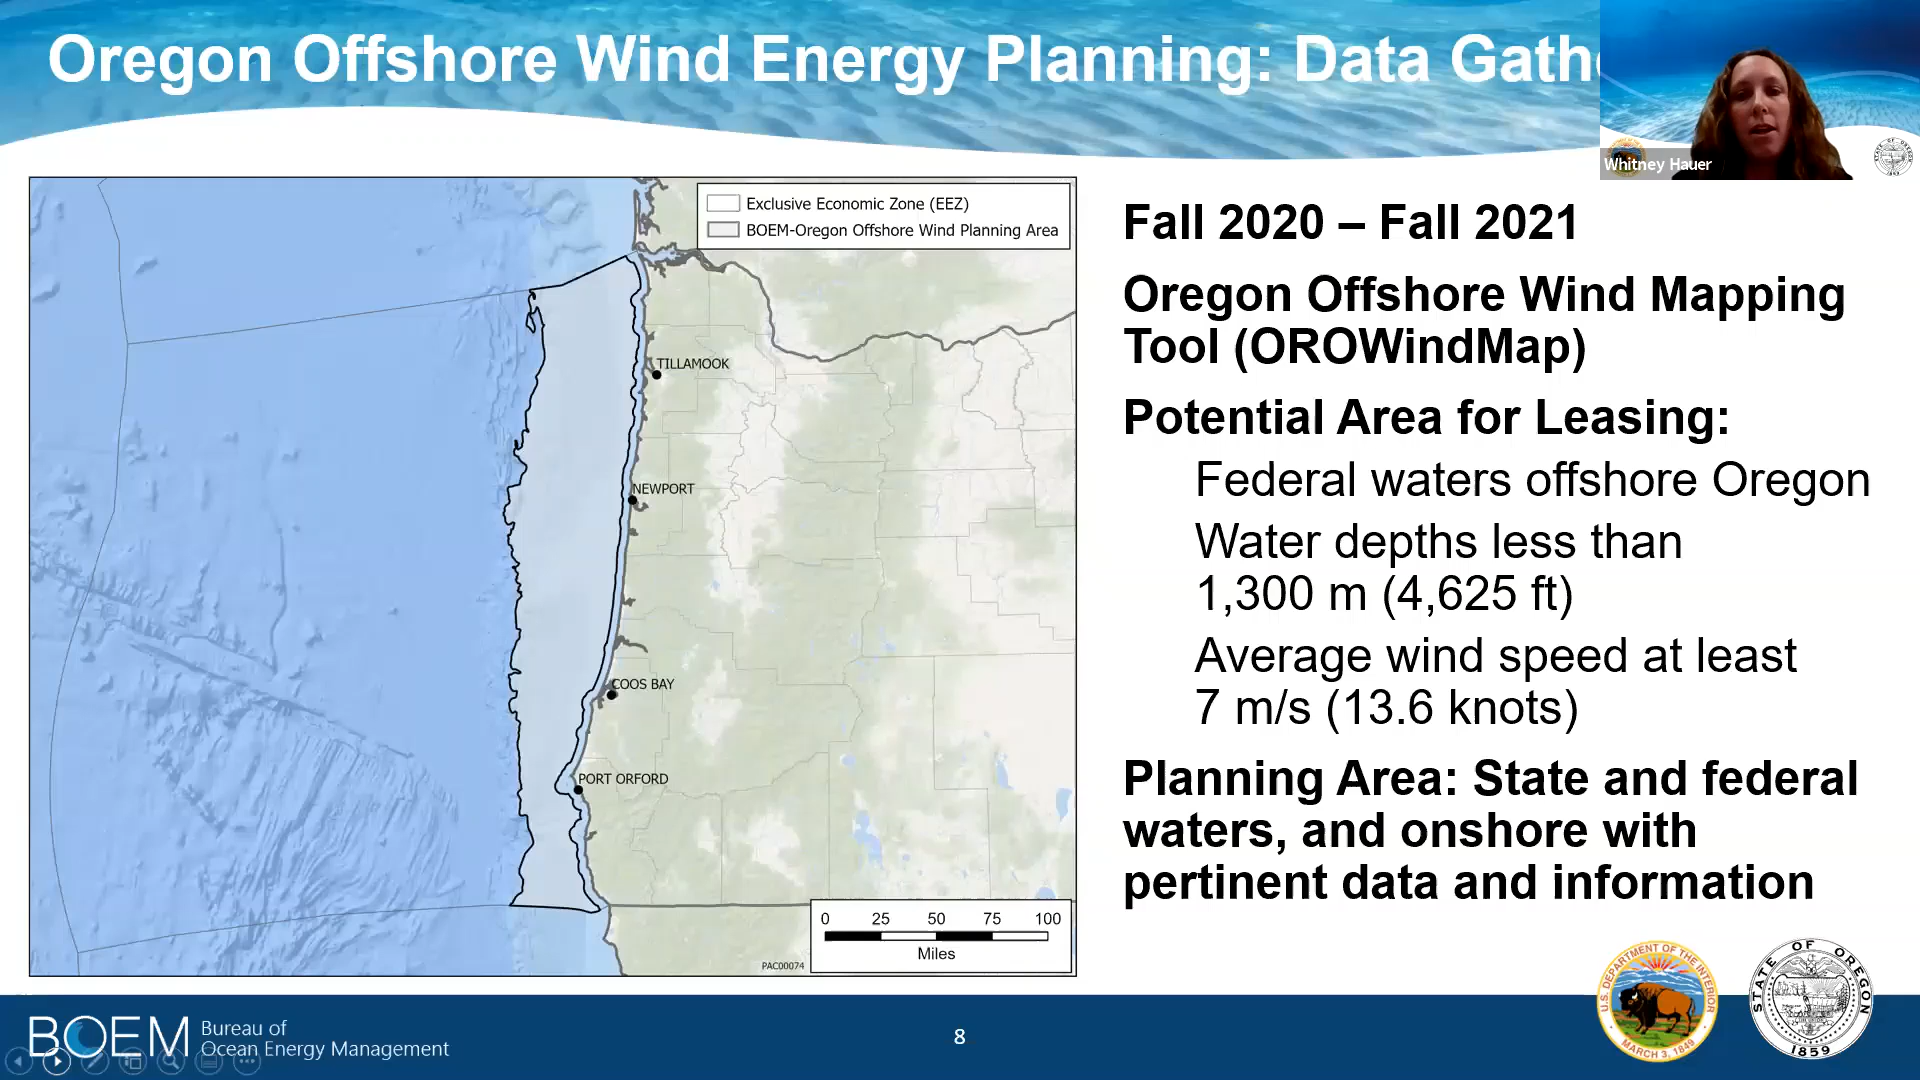 Oregon Offshore Wind Energy Planning: Data Gath
Whitney Hauer
Exclusive Economic Zone (EEZ)
BOEM-Oregon Offshore Wind Planning Area
TILLAMOOK
NEWPORT
COOS BAY
PORT ORFORD
0 25 50 75 100
Miles
PAC00074
Fall 2020 – Fall 2021
Oregon Offshore Wind Mapping
Tool (OROWindMap)
Potential Area for Leasing:
Federal waters offshore Oregon
Water depths less than
1,300 m (4,625 ft)
Average wind speed at least
7 m/s (13.6 knots)
Planning Area: State and federal
waters, and onshore with
pertinent data and information
BOEM
Bureau of
Ocean Energy Management
8
U.S. DEPARTMENT OF THE INTERIOR
MARCH 3, 1849
STATE OF OREGON
1859